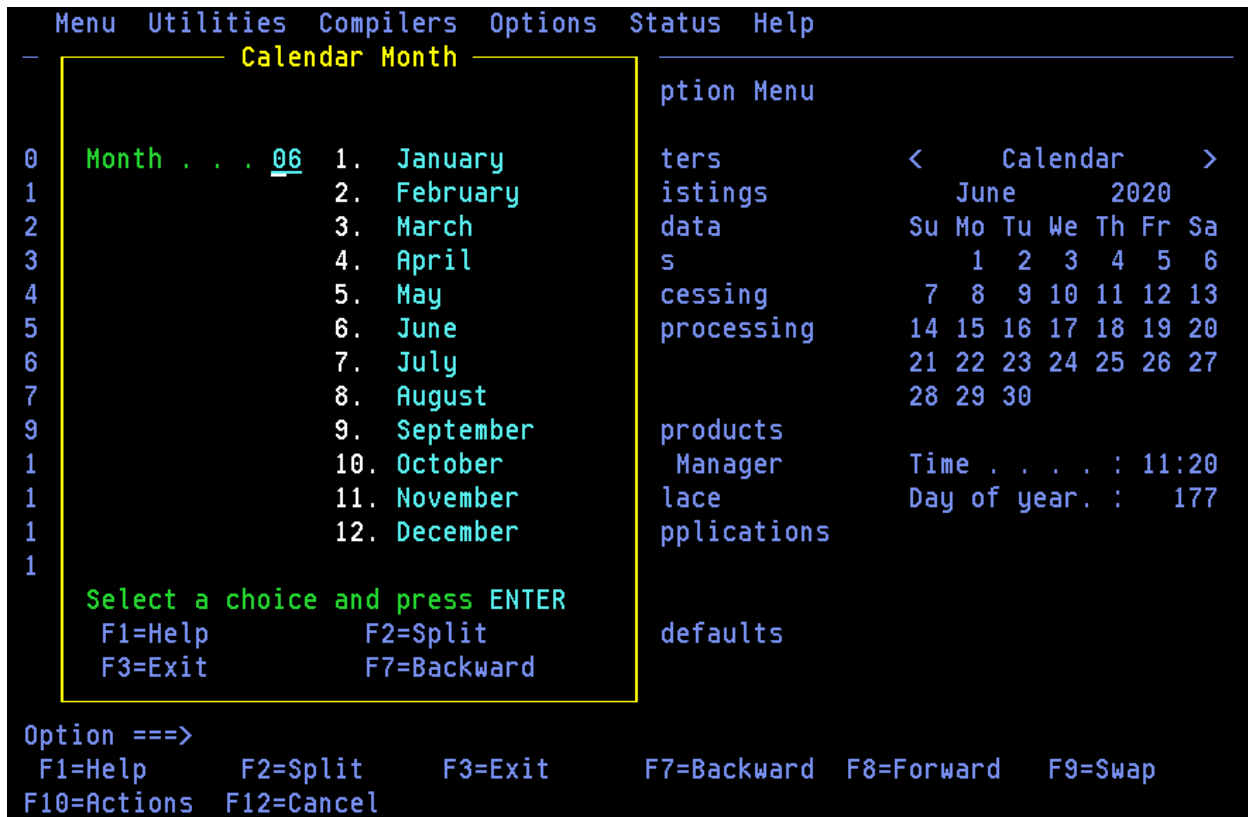 Menu  Utilities  Compilers  Options  Status  Help
Calendar Month
ption Menu
0 Month . . . 06 1. January ters < Calendar >
1 2. February istings June 2020
2 3. March data Su Mo Tu We Th Fr Sa
3 4. April s 1 2 3 4 5 6
4 5. May cessing 7 8 9 10 11 12 13
5 6. June processing 14 15 16 17 18 19 20
6 7. July 21 22 23 24 25 26 27
7 8. August 28 29 30
9 9. September products
1 10. October Manager Time . . . . : 11:20
1 11. November lace Day of year. : 177
1 12. December pplications
1
Select a choice and press ENTER
F1=Help F2=Split defaults
F3=Exit F7=Backward
Option ===>
F1=Help F2=Split F3=Exit F7=Backward F8=Forward F9=Swap
F10=Actions F12=Cancel